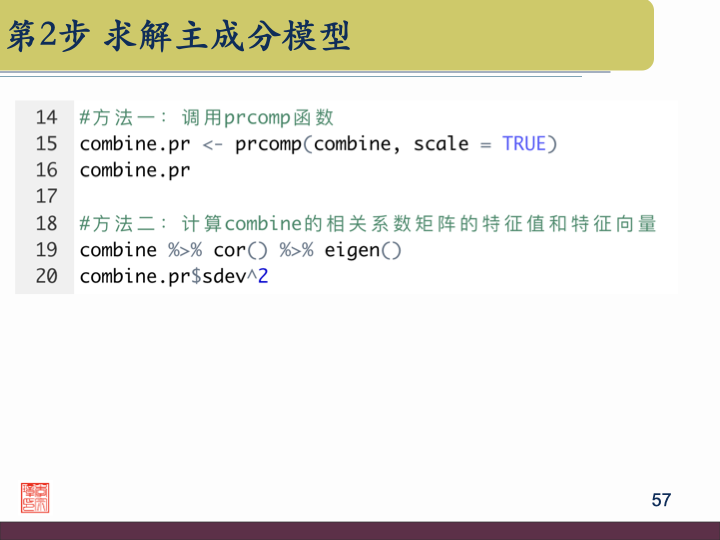 第2步 求解主成分模型
14 #方法一：调用prcomp函数
15 combine.pr <- prcomp(combine, scale = TRUE)
16 combine.pr
17
18 #方法二：计算combine的相关系数矩阵的特征值和特征向量
19 combine %>% cor() %>% eigen()
20 combine.pr$sdev^2
57